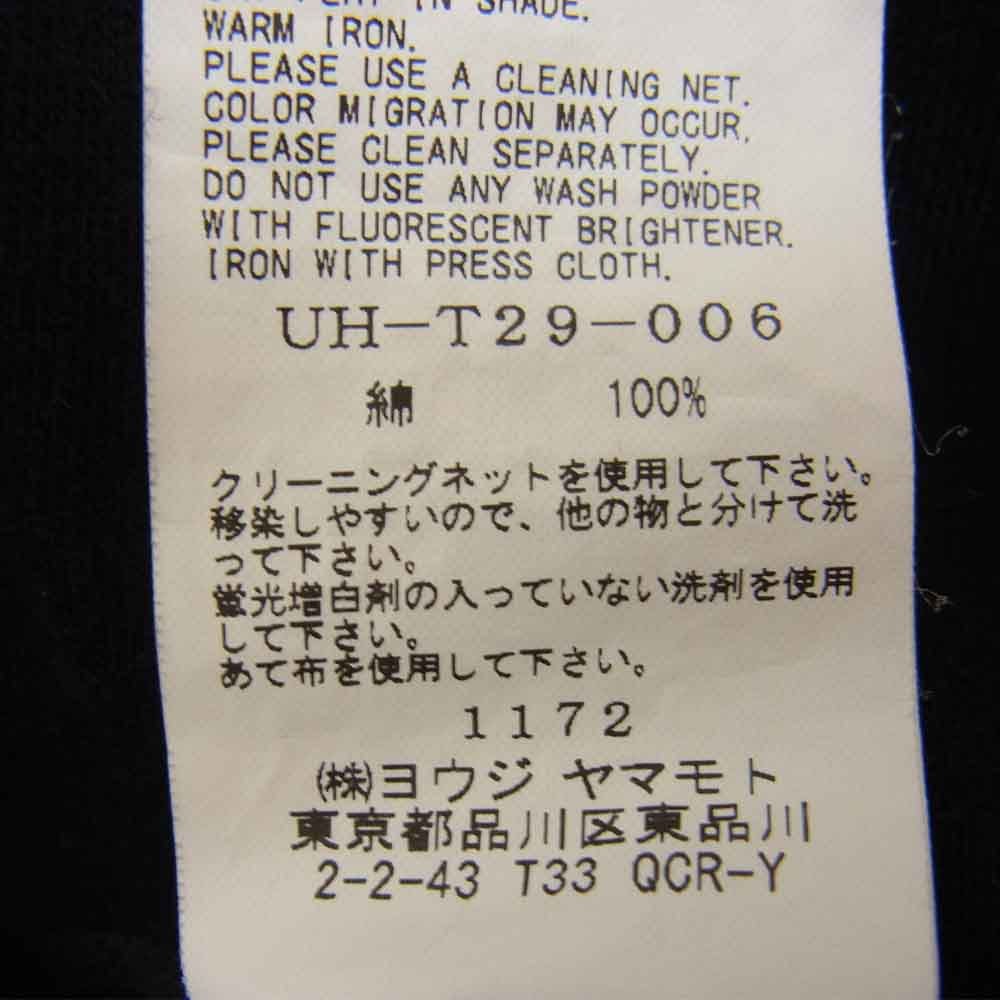 IN SHADE.
WARM IRON.
PLEASE USE A CLEANING NET.
COLOR MIGRATION MAY OCCUR,
PLEASE CLEAN SEPARATELY.
DO NOT USE ANY WASH POWDER
WITH FLUORESCENT BRIGHTENER.
IRON WITH PRESS CLOTH.
UH-T29-006
綿 100%
クリーニングネットを使用して下さい。
移染しやすいので、他の物と分けて洗
って下さい。
蛍光増白剤の入っていない洗剤を使用
して下さい。
あて布を使用して下さい。
1172
(株)ヨウジ ヤマモト
東京都品川区東品川
2-2-43 T33 QCR-Y